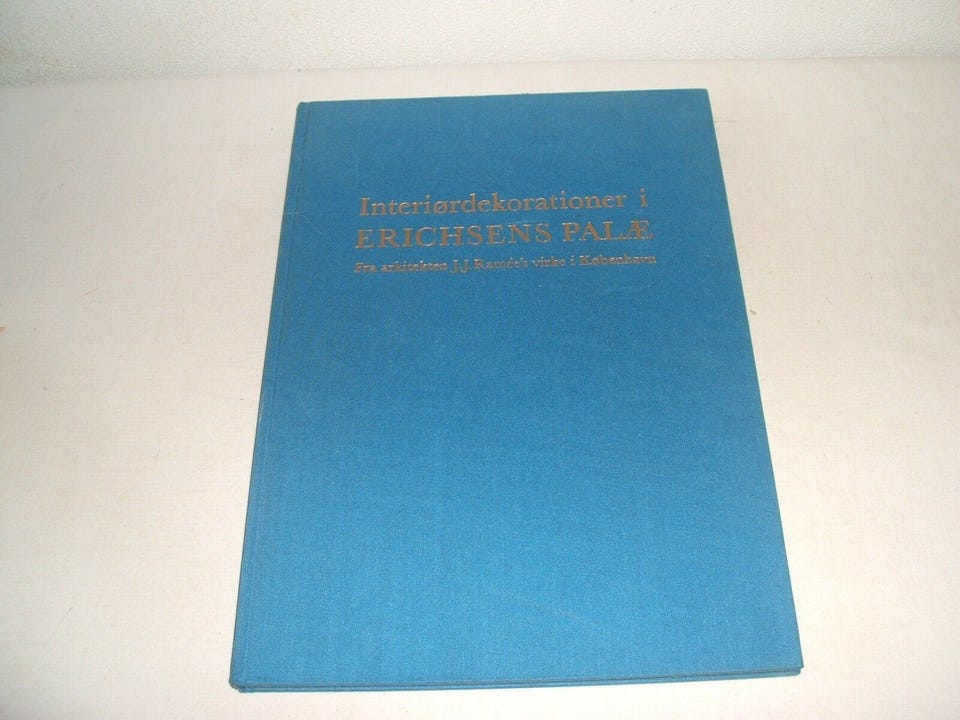 Interiørdekorationer i
ERICHSENS PALÆ
Fra arkitekten J.J. Ramée's virke i København